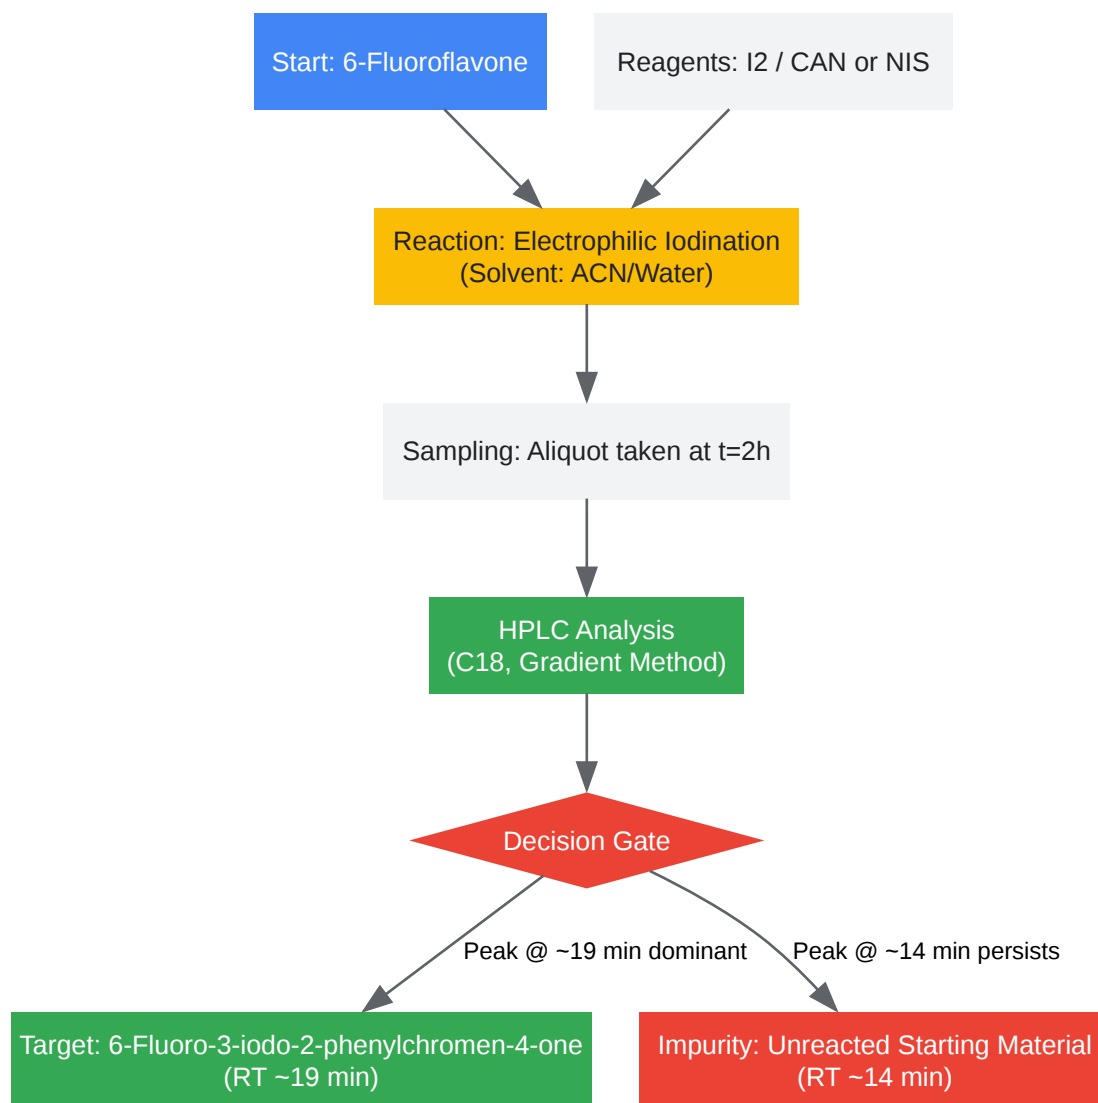 Start: 6-Fluoroflavone
Reagents: I2 / CAN or NIS
Reaction: Electrophilic Iodination
(Solvent: ACN/Water)
Sampling: Aliquot taken at t=2h
HPLC Analysis
(C18, Gradient Method)
Decision Gate
Peak @ ~19 min dominant
Peak @ ~14 min persists
Target: 6-Fluoro-3-iodo-2-phenylchromen-4-one
(RT ~19 min)
Impurity: Unreacted Starting Material
(RT ~14 min)